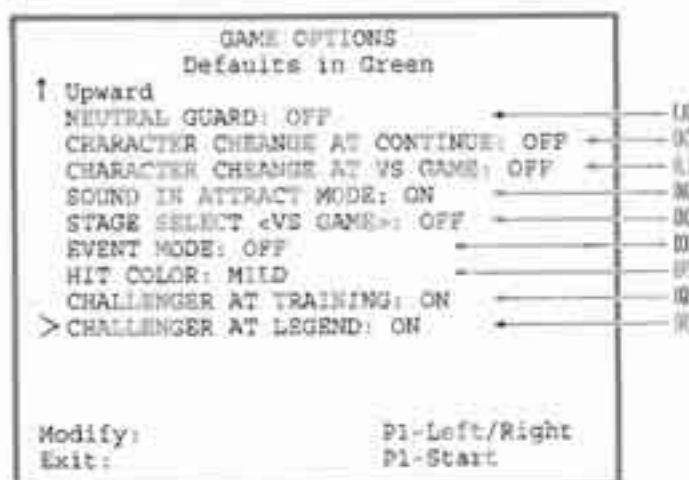 GAME OPTIONS
Defaults in Green
↑ Upward
NEUTRAL GUARD: OFF
CHARACTER CHEANGE AT CONTINUE: OFF
CHARACTER CHEANGE AT VS GAME: OFF
SOUND IN ATTRACT MODE: ON
STAGE SELECT <VS GAME>: OFF
EVENT MODE: OFF
HIT COLOR: MILD
CHALLENGER AT TRAINING: ON
> CHALLENGER AT LEGEND: ON
Modify: P1-Left/Right
Exit: P1-Start